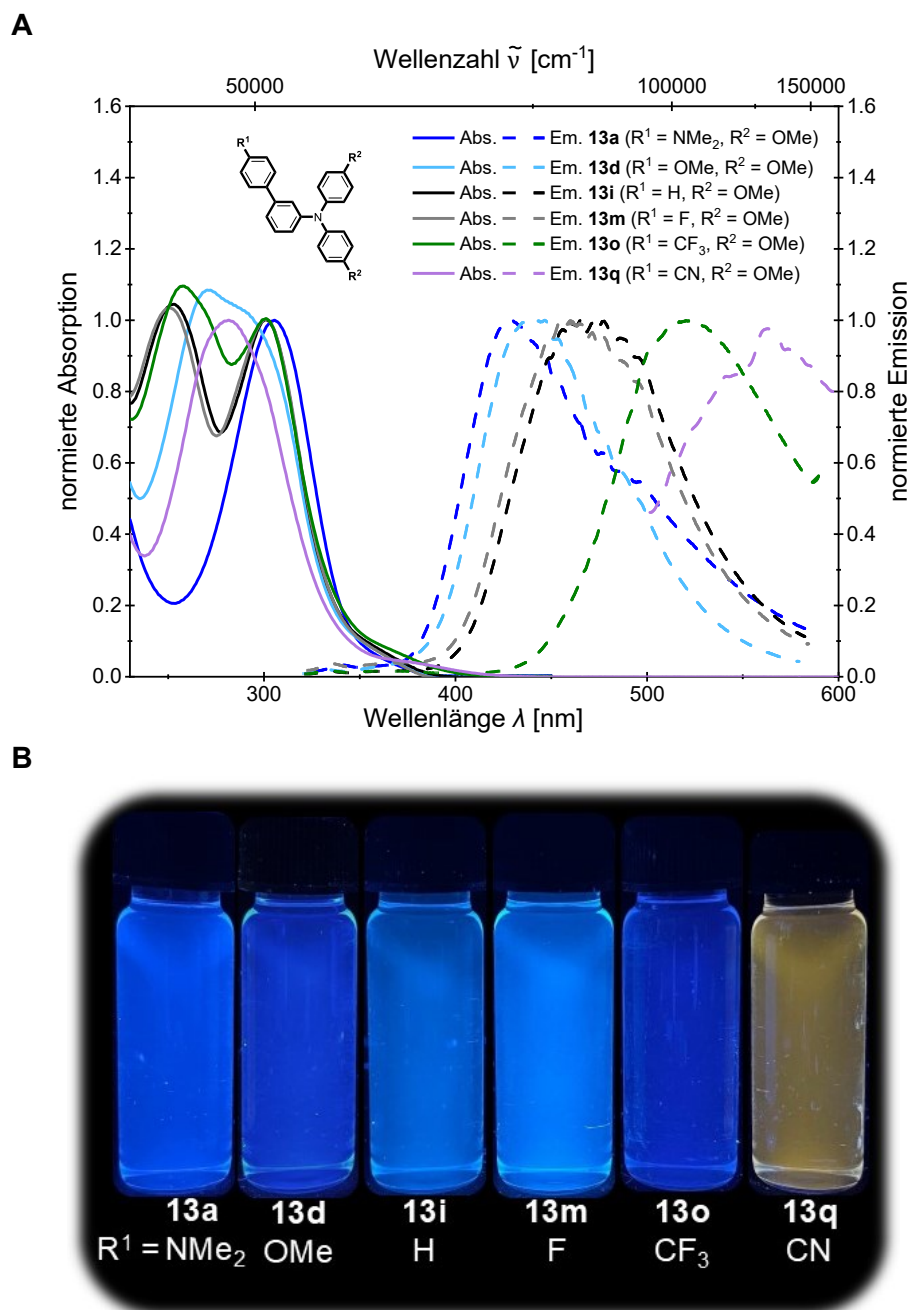 A
Wellenzahl ṽ [cm⁻¹]
50000 100000 150000
1.6 1.6
R¹
R²
N
R²
Abs. Em. 13a (R¹ = NMe₂, R² = OMe)
Abs. Em. 13d (R¹ = OMe, R² = OMe)
Abs. Em. 13i (R¹ = H, R² = OMe)
Abs. Em. 13m (R¹ = F, R² = OMe)
Abs. Em. 13o (R¹ = CF₃, R² = OMe)
Abs. Em. 13q (R¹ = CN, R² = OMe)
1.4 1.4
1.2 1.2
1.0 1.0
0.8 0.8
0.6 0.6
0.4 0.4
0.2 0.2
0.0 0.0
normierte Absorption
normierte Emission
300 400 500 600
Wellenlänge λ [nm]
B
13a 13d 13i 13m 13o 13q
R¹ = NMe₂ OMe H F CF₃ CN